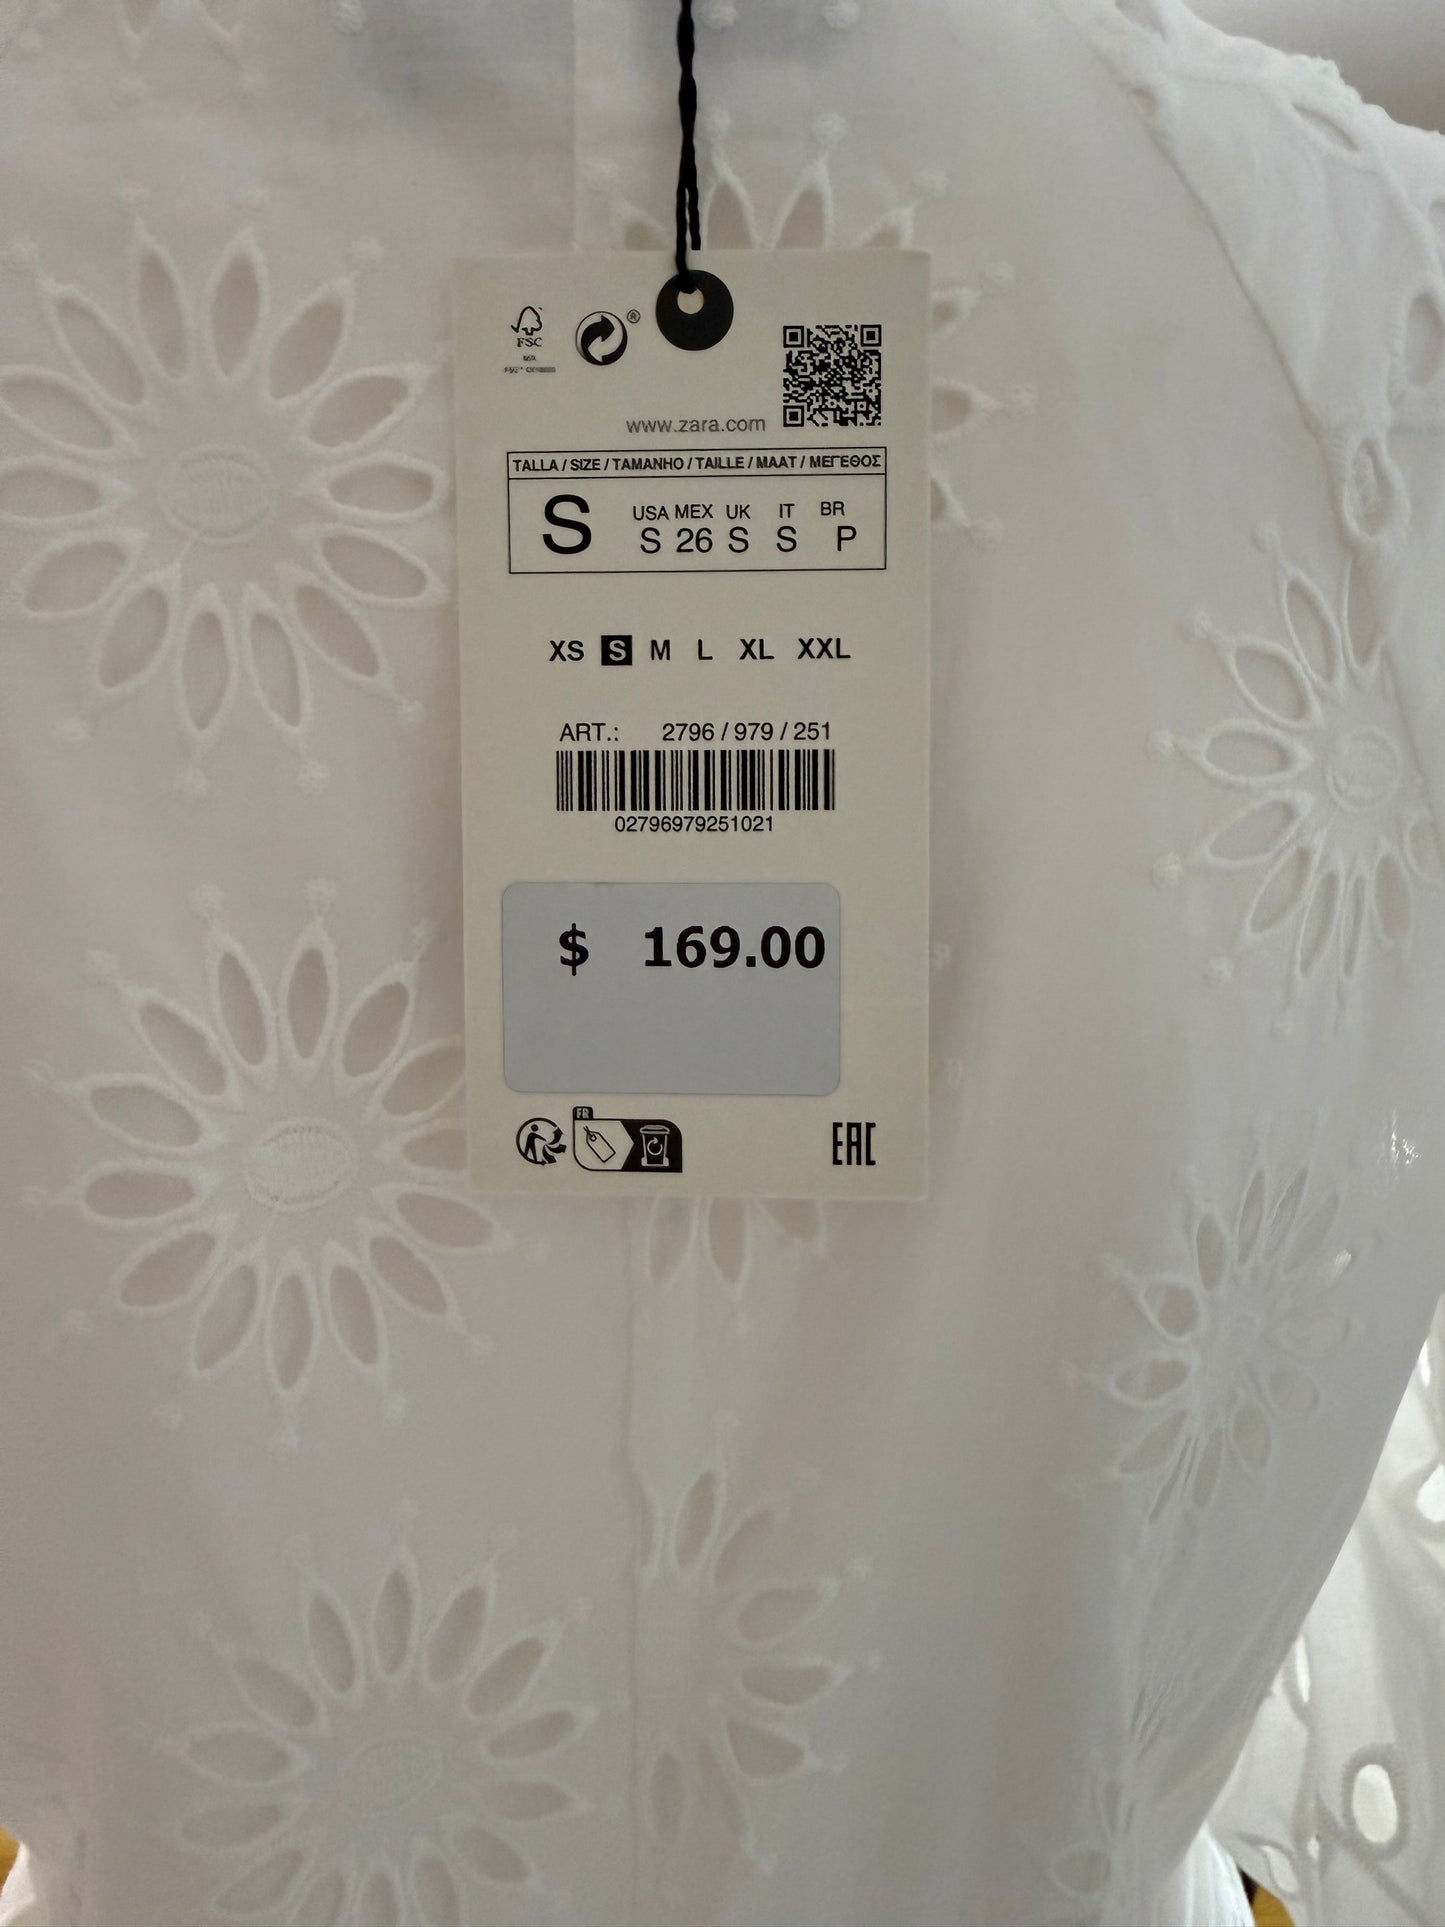 FSC
®
www.zara.com
TALLA / SIZE / TAMANHO / TAILLE / MAAT / ΜΕΓΕΘΟΣ
S
USA MEX UK IT BR
S 26 S S P
XS S M L XL XXL
ART.: 2796 / 979 / 251
02796979251021
$ 169.00
FR
EAC